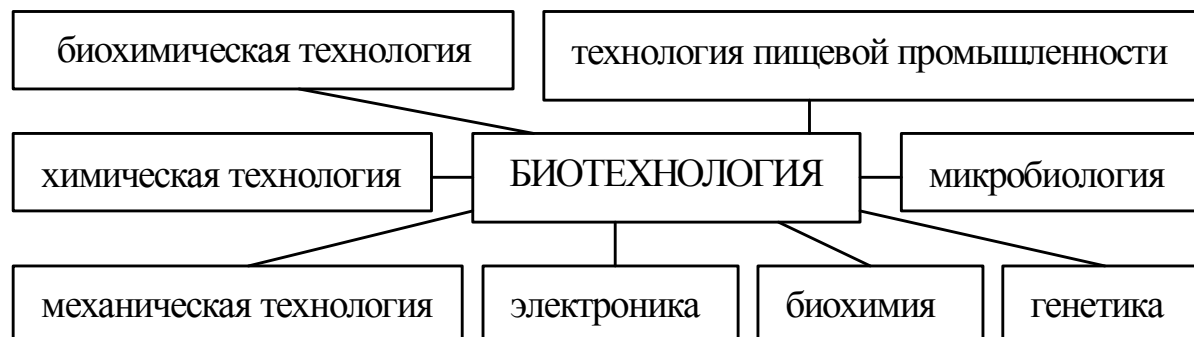 биохимическая технология
технология пищевой промышленности
химическая технология
БИОТЕХНОЛОГИЯ
микробиология
механическая технология
электроника
биохимия
генетика